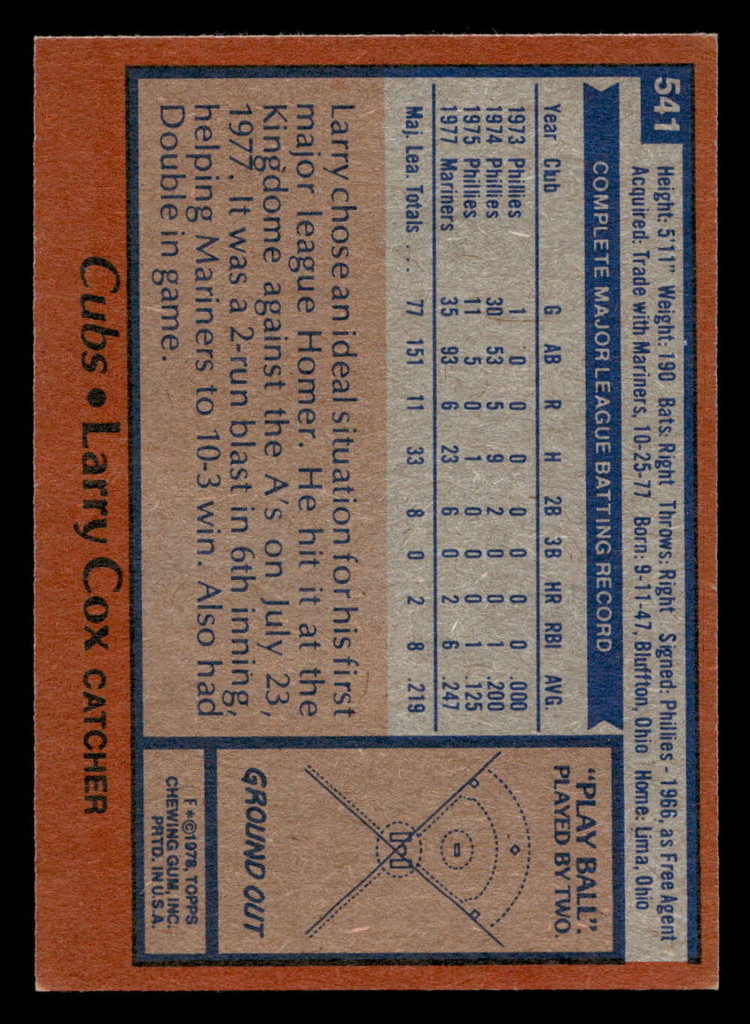 541
Height: 5'11" Weight: 190 Bats: Right Throws: Right Signed: Phillies - 1966, as Free Agent
Acquired: Trade with Mariners, 10-25-77 Born: 9-11-47, Bluffton, Ohio Home: Lima, Ohio
COMPLETE MAJOR LEAGUE BATTING RECORD
Year Club G AB R H 2B 3B HR RBI AVG.
1973 Phillies 1 0 0 0 0 0 0 0 .000
1974 Phillies 30 53 5 9 2 0 0 1 .200
1975 Phillies 11 5 0 1 0 0 0 1 .125
1977 Mariners 35 93 6 23 6 0 2 6 .247
Maj. Lea. Totals ... 77 151 11 33 8 0 2 8 .219
Larry chose an ideal situation for his first
major league Homer. He hit it at the
Kingdome against the A's on July 23,
1977. It was a 2-run blast in 6th inning,
helping Mariners to 10-3 win. Also had
Double in game.
"PLAY BALL".
PLAYED BY TWO.
GROUND OUT
F*©1978, TOPPS
CHEWING GUM, INC.
PRTD. IN U.S.A.
Cubs • Larry Cox CATCHER